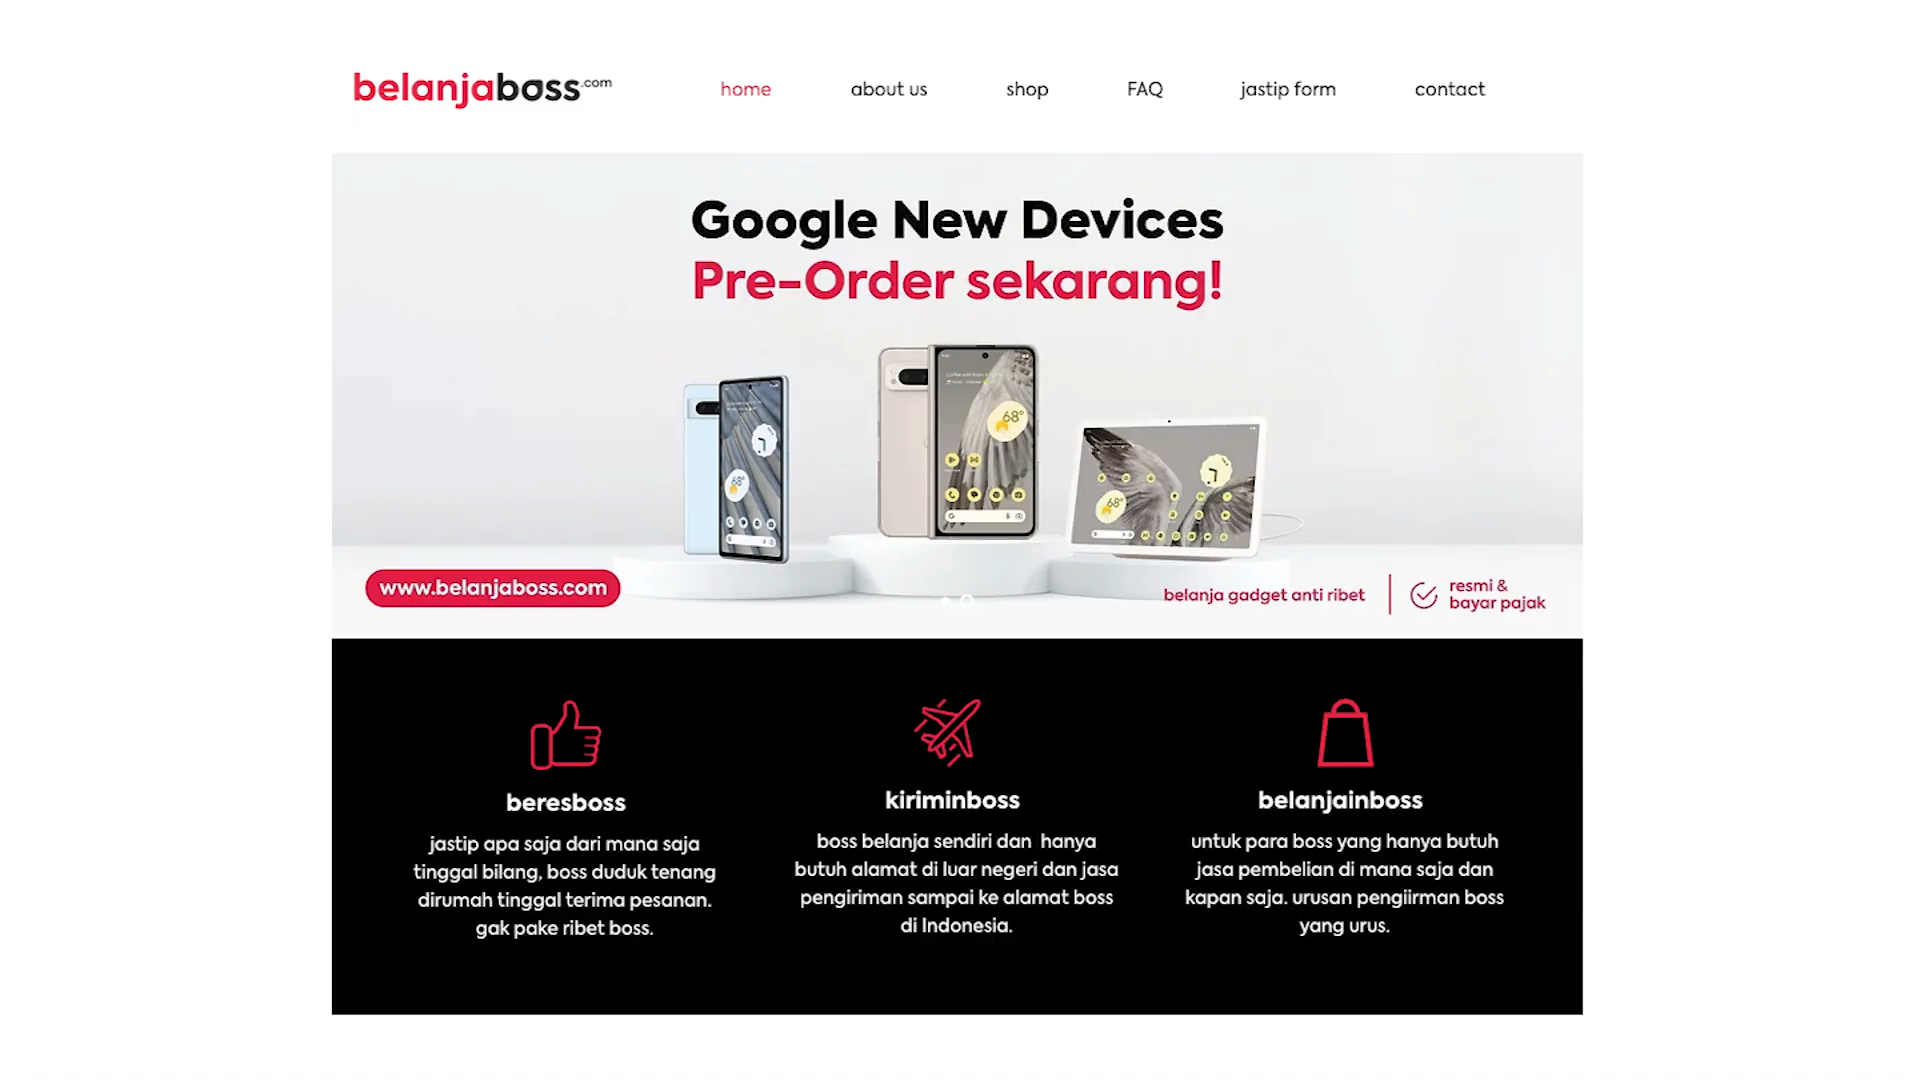 belanjaboss.com
home
about us
shop
FAQ
jastip form
contact
Google New Devices
Pre-Order sekarang!
68°
68°
68°
www.belanjaboss.com
belanja gadget anti ribet
resmi &
bayar pajak
beresboss
jastip apa saja dari mana saja
tinggal bilang, boss duduk tenang
dirumah tinggal terima pesanan.
gak pake ribet boss.
kiriminboss
boss belanja sendiri dan hanya
butuh alamat di luar negeri dan jasa
pengiriman sampai ke alamat boss
di Indonesia.
belanjainboss
untuk para boss yang hanya butuh
jasa pembelian di mana saja dan
kapan saja. urusan pengiirman boss
yang urus.